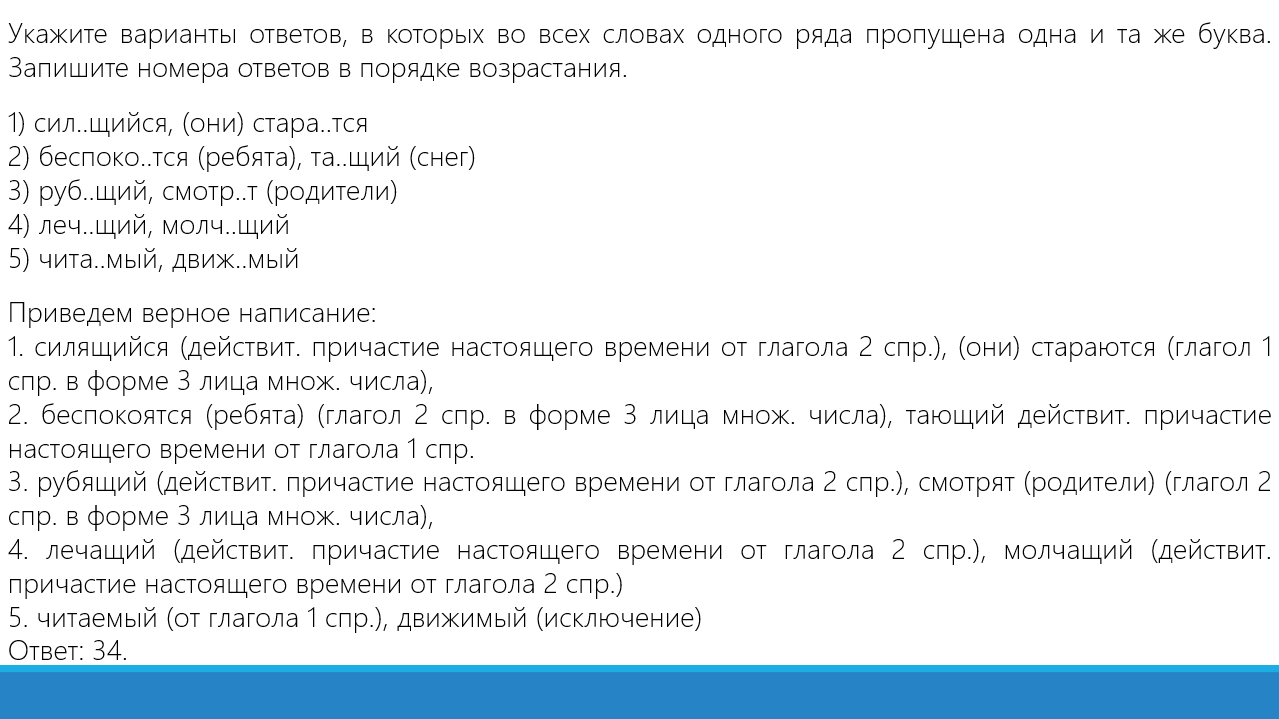 Укажите варианты ответов, в которых во всех словах одного ряда пропущена одна и та же буква.
Запишите номера ответов в порядке возрастания.
1) сил..щийся, (они) стара..тся
2) беспоко..тся (ребята), та..щий (снег)
3) руб..щий, смотр..т (родители)
4) леч..щий, молч..щий
5) чита..мый, движ..мый
Приведем верное написание:
1. силящийся (действит. причастие настоящего времени от глагола 2 спр.), (они) стараются (глагол 1
спр. в форме 3 лица множ. числа),
2. беспокоятся (ребята) (глагол 2 спр. в форме 3 лица множ. числа), тающий действит. причастие
настоящего времени от глагола 1 спр.
3. рубящий (действит. причастие настоящего времени от глагола 2 спр.), смотрят (родители) (глагол 2
спр. в форме 3 лица множ. числа),
4. лечащий (действит. причастие настоящего времени от глагола 2 спр.), молчащий (действит.
причастие настоящего времени от глагола 2 спр.)
5. читаемый (от глагола 1 спр.), движимый (исключение)
Ответ: 34.